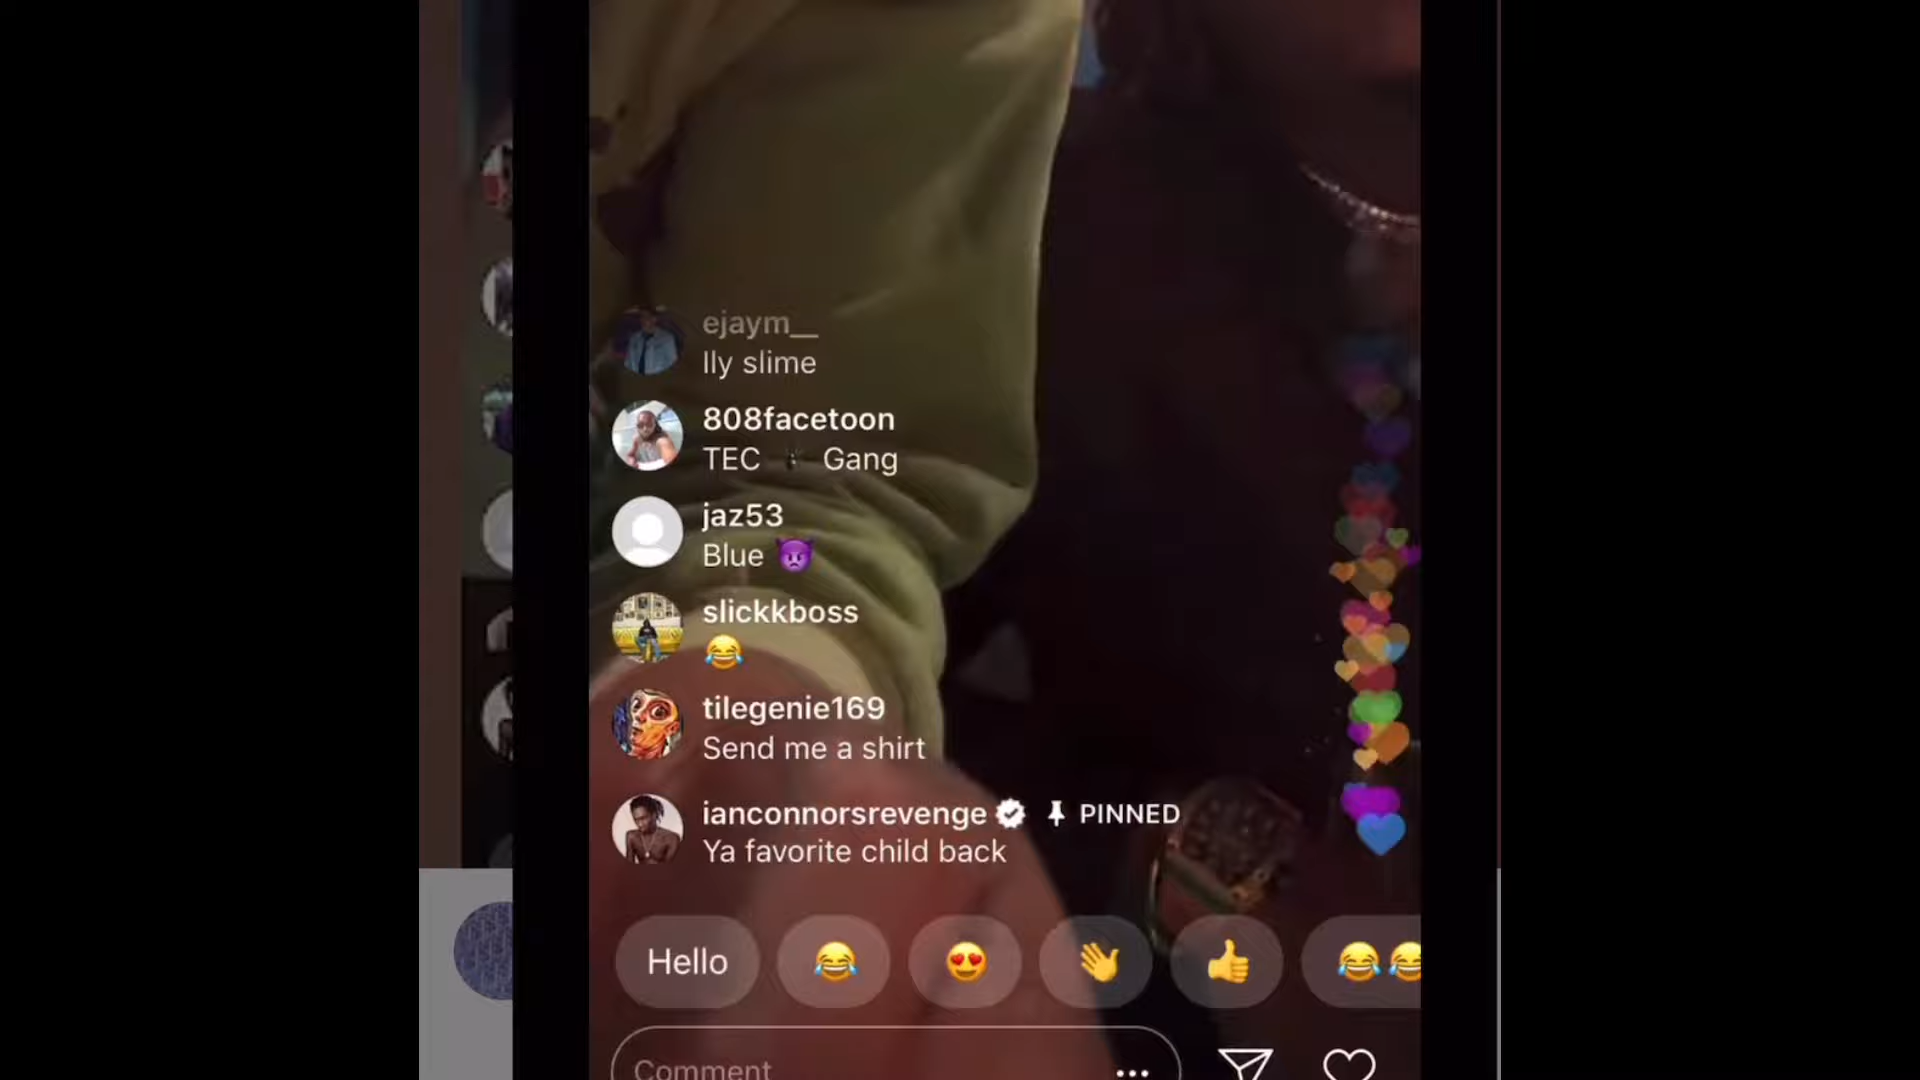 ejaym__
Ily slime
808facetoon
TEC Gang
jaz53
Blue 👿
slickkboss
😂
tilegenie169
Send me a shirt
ianconnorsrevenge PINNED
Ya favorite child back
Hello 😂 😍 👋 👍 😂😂
Comment